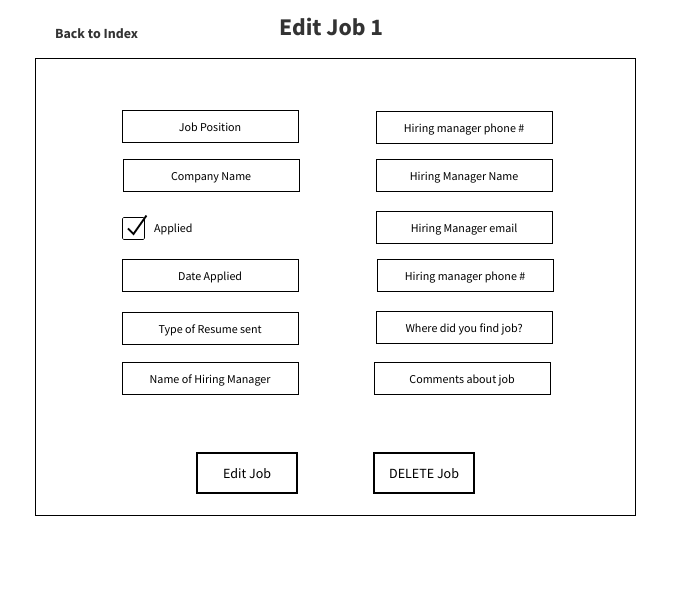 Back to Index
Edit Job 1
Job Position
Hiring manager phone #
Company Name
Hiring Manager Name
Applied
Hiring Manager email
Date Applied
Hiring manager phone #
Type of Resume sent
Where did you find job?
Name of Hiring Manager
Comments about job
Edit Job
DELETE Job